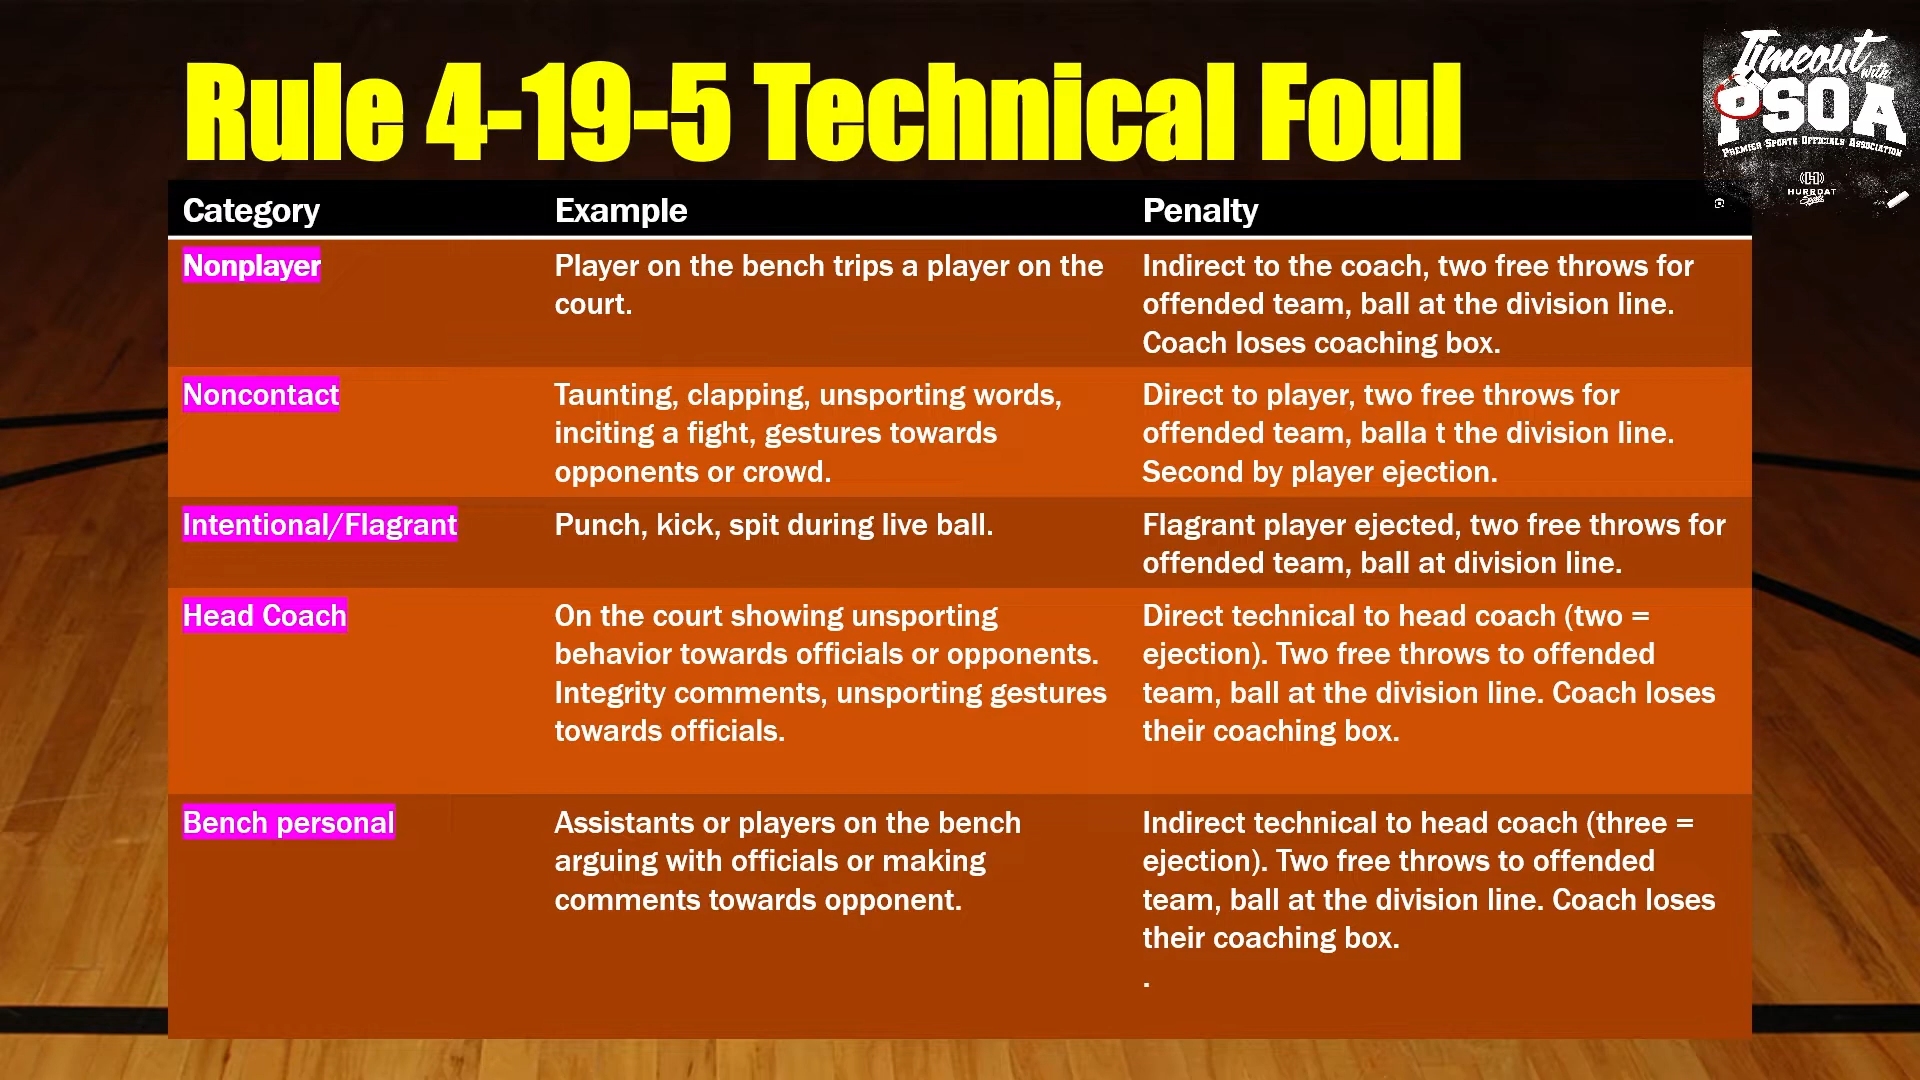 Rule 4-19-5 Technical Foul
Timeout
with
PSOA
PREMIER SPORTS OFFICIALS ASSOCIATION
HURRDAT
Sports
Category Example Penalty
Nonplayer
Player on the bench trips a player on the
court.
Indirect to the coach, two free throws for
offended team, ball at the division line.
Coach loses coaching box.
Noncontact
Taunting, clapping, unsporting words,
inciting a fight, gestures towards
opponents or crowd.
Direct to player, two free throws for
offended team, balla t the division line.
Second by player ejection.
Intentional/Flagrant
Punch, kick, spit during live ball.
Flagrant player ejected, two free throws for
offended team, ball at division line.
Head Coach
On the court showing unsporting
behavior towards officials or opponents.
Integrity comments, unsporting gestures
towards officials.
Direct technical to head coach (two =
ejection). Two free throws to offended
team, ball at the division line. Coach loses
their coaching box.
Bench personal
Assistants or players on the bench
arguing with officials or making
comments towards opponent.
Indirect technical to head coach (three =
ejection). Two free throws to offended
team, ball at the division line. Coach loses
their coaching box.
.